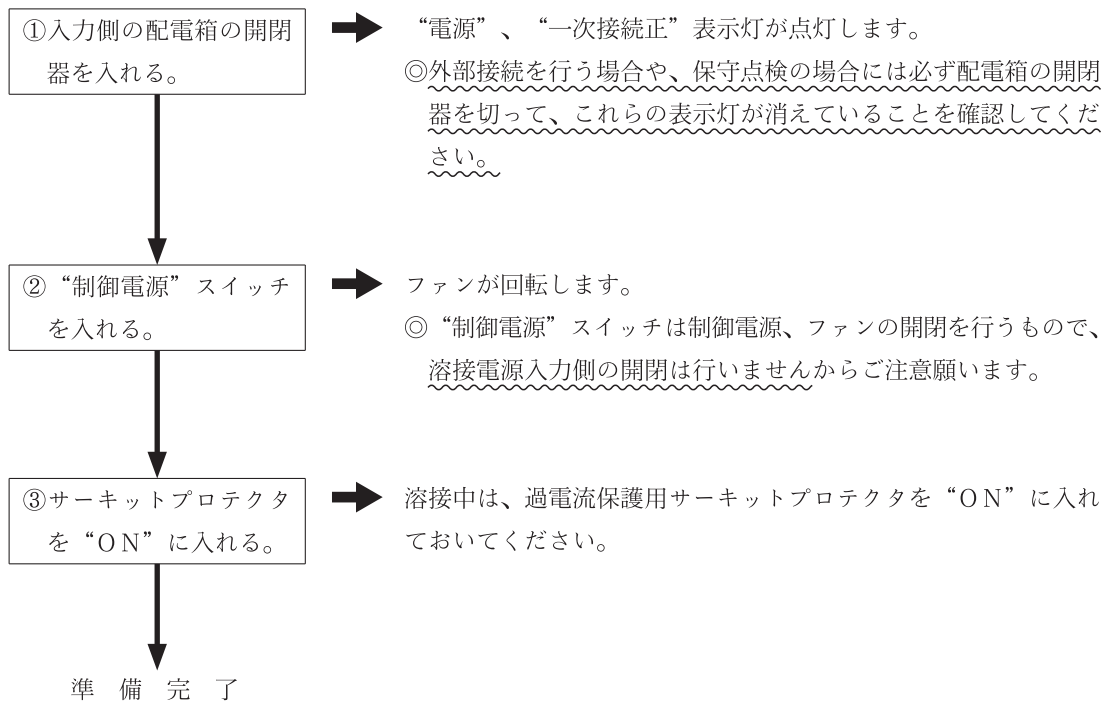 ①入力側の配電箱の開閉
器を入れる。
“電源”、“一次接続正”表示灯が点灯します。
◎外部接続を行う場合や、保守点検の場合には必ず配電箱の開閉
器を切って、これらの表示灯が消えていることを確認してくだ
さい。
②“制御電源”スイッチ
を入れる。
ファンが回転します。
◎“制御電源”スイッチは制御電源、ファンの開閉を行うもので、
溶接電源入力側の開閉は行いませんからご注意願います。
③サーキットプロテクタ
を“ON”に入れる。
溶接中は、過電流保護用サーキットプロテクタを“ON”に入れ
ておいてください。
準備完了